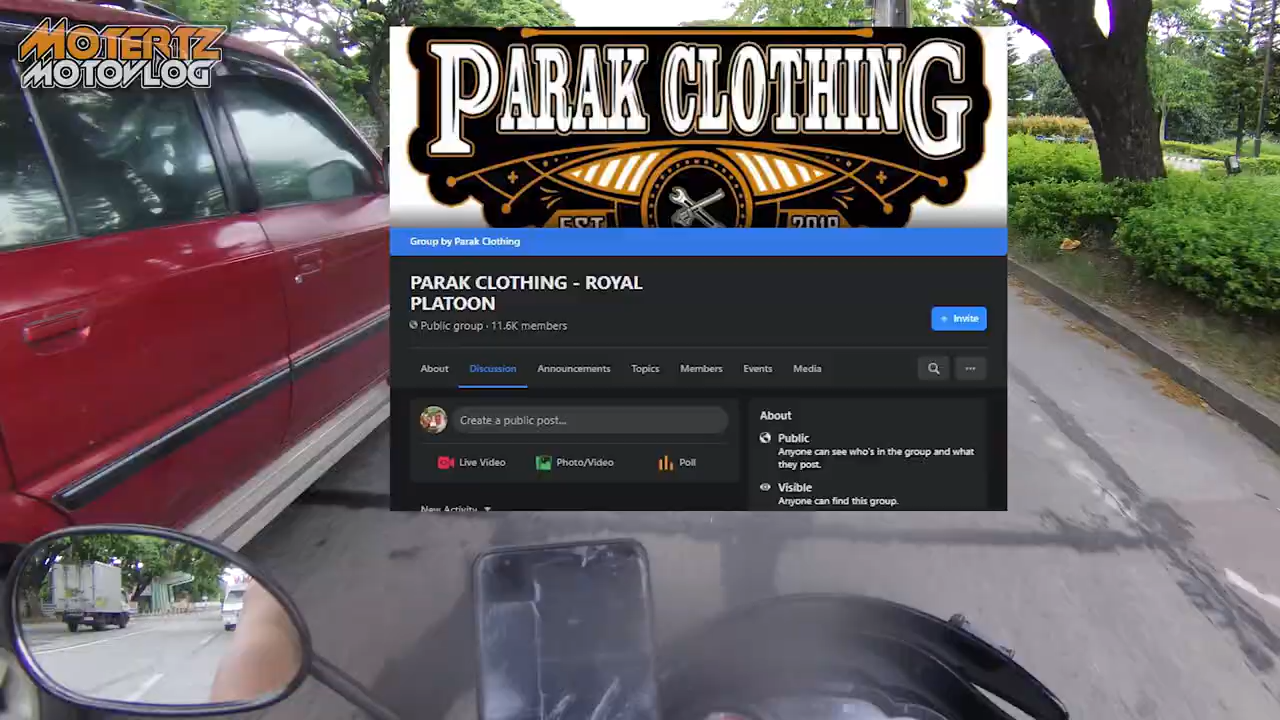 MOTERTZ
MOTOVLOG
PARAK CLOTHING
EST 2019
Group by Parak Clothing
PARAK CLOTHING - ROYAL
PLATOON
Public group · 11.6K members
+ Invite
About
Discussion
Announcements
Topics
Members
Events
Media
Create a public post...
Live Video
Photo/Video
Poll
New Activity
About
Public
Anyone can see who's in the group and what
they post.
Visible
Anyone can find this group.